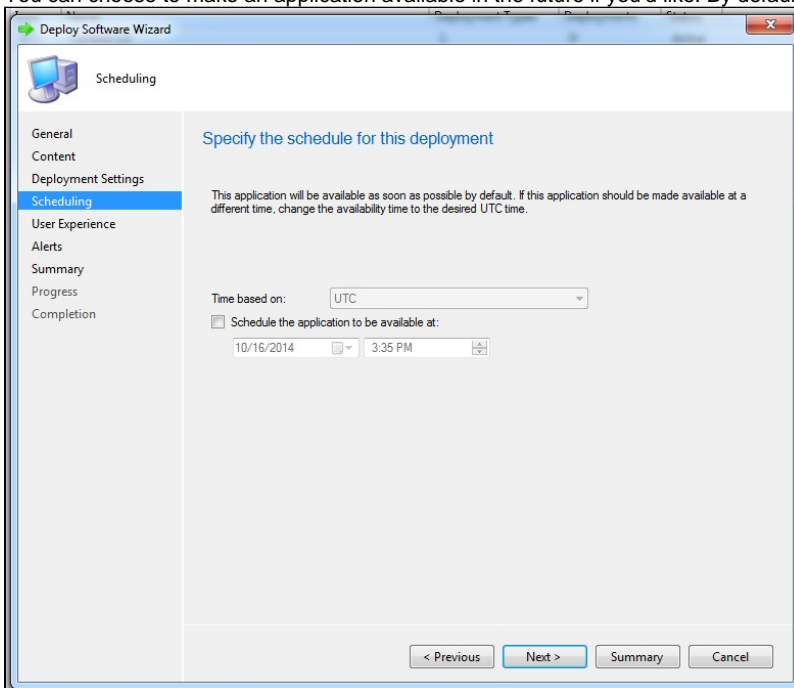 You can choose to make an application available in the future if you'd like. By defaul
Deploy Software Wizard
Scheduling
General
Content
Deployment Settings
Scheduling
User Experience
Alerts
Summary
Progress
Completion
Specify the schedule for this deployment
This application will be available as soon as possible by default. If this application should be made available at a
different time, change the availability time to the desired UTC time.
Time based on: UTC
Schedule the application to be available at:
10/16/2014 3:35 PM
< Previous Next > Summary Cancel